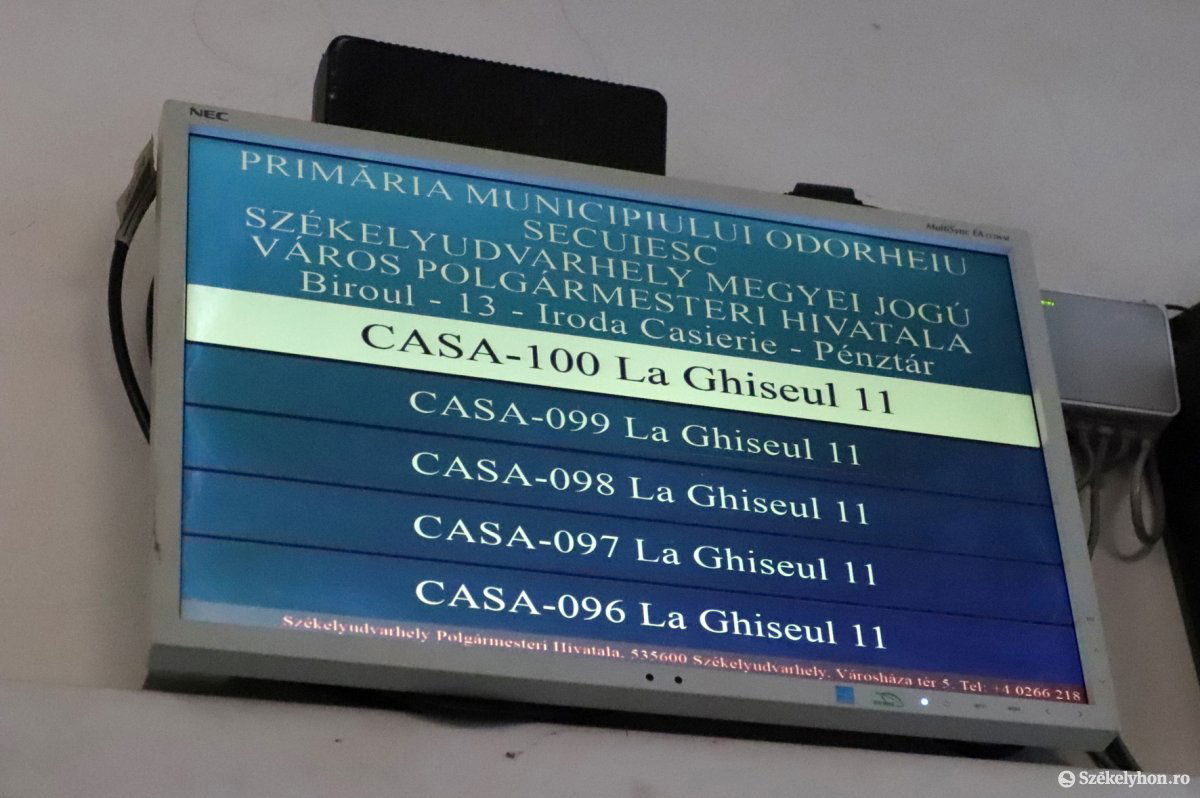 NEC
MultiSync EA
PRIMĂRIA MUNICIPIULUI ODORHEIU
SECUIESC
SZÉKELYUDVARHELY MEGYEI JOGÚ
VÁROS POLGÁRMESTERI HIVATALA
Biroul - 13 - Iroda Casierie - Pénztár
CASA-100 La Ghiseul 11
CASA-099 La Ghiseul 11
CASA-098 La Ghiseul 11
CASA-097 La Ghiseul 11
CASA-096 La Ghiseul 11
Székelyudvarhely Polgármesteri Hivatala, 535600 Székelyudvarhely, Városháza tér 5. Tel: +4 0266 218
Székelyhon.ro